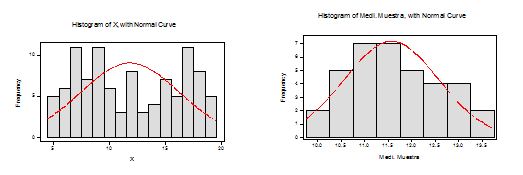 Histogram of X, with Normal Curve
10
5
0
Frequency
5 10 15 20
X
Histogram of Medi. Muestra, with Normal Curve
7
6
5
4
3
2
1
0
Frequency
10.0 10.5 11.0 11.5 12.0 12.5 13.0 13.5
Medi. Muestra